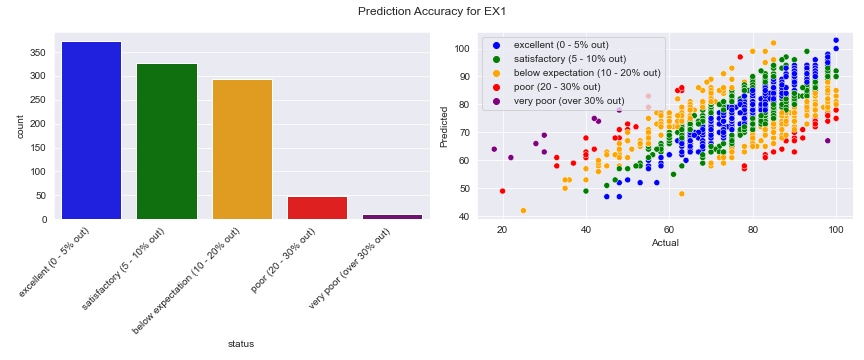 Prediction Accuracy for EX1
count
350
300
250
200
150
100
50
0
excellent (0 - 5% out)
satisfactory (5 - 10% out)
below expectation (10 - 20% out)
poor (20 - 30% out)
very poor (over 30% out)
status
Predicted
100
90
80
70
60
50
40
excellent (0 - 5% out)
satisfactory (5 - 10% out)
below expectation (10 - 20% out)
poor (20 - 30% out)
very poor (over 30% out)
20
40
60
80
100
Actual